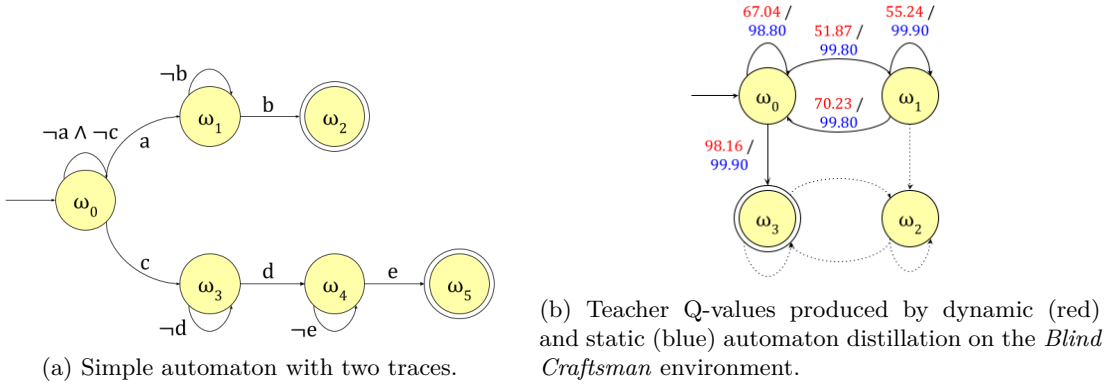 ¬b
ω1
b
ω2
¬a ∧ ¬c
a
ω0
c
ω3
d
ω4
e
ω5
¬d
¬e
(a) Simple automaton with two traces.
67.04 /
98.80
51.87 /
99.80
55.24 /
99.90
ω0
ω1
70.23 /
99.80
98.16 /
99.90
ω3
ω2
(b) Teacher Q-values produced by dynamic (red)
and static (blue) automaton distillation on the Blind
Craftsman environment.